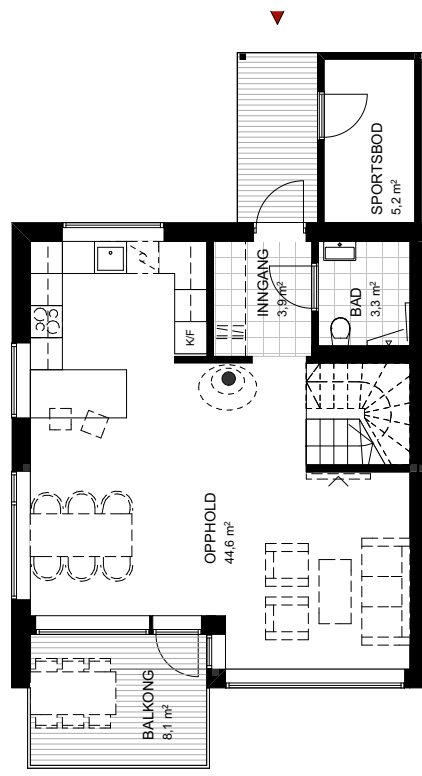 SPORTSBOD
5,2 m²
INNGANG
3,9 m²
BAD
3,3 m²
K/F
OPPHOLD
44,6 m²
BALKONG
8,1 m²